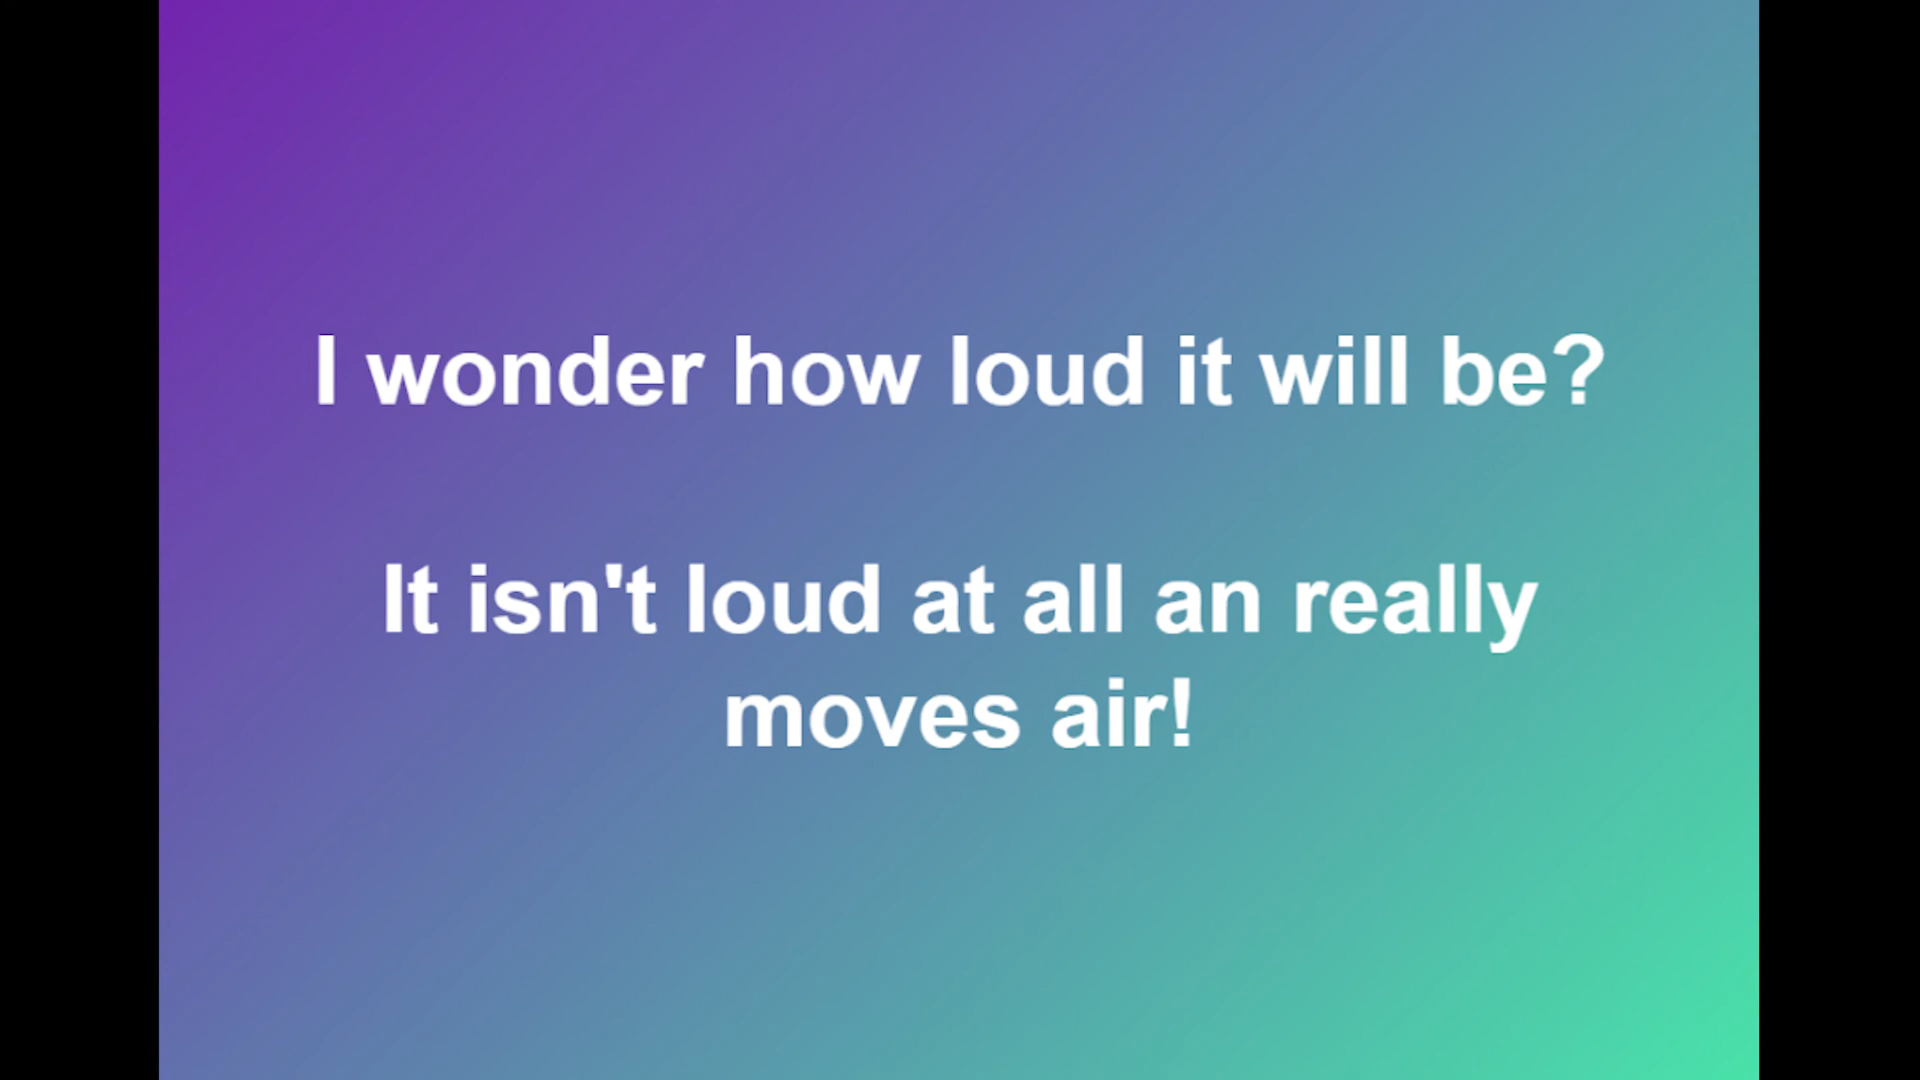 I wonder how loud it will be?
It isn't loud at all an really
moves air!